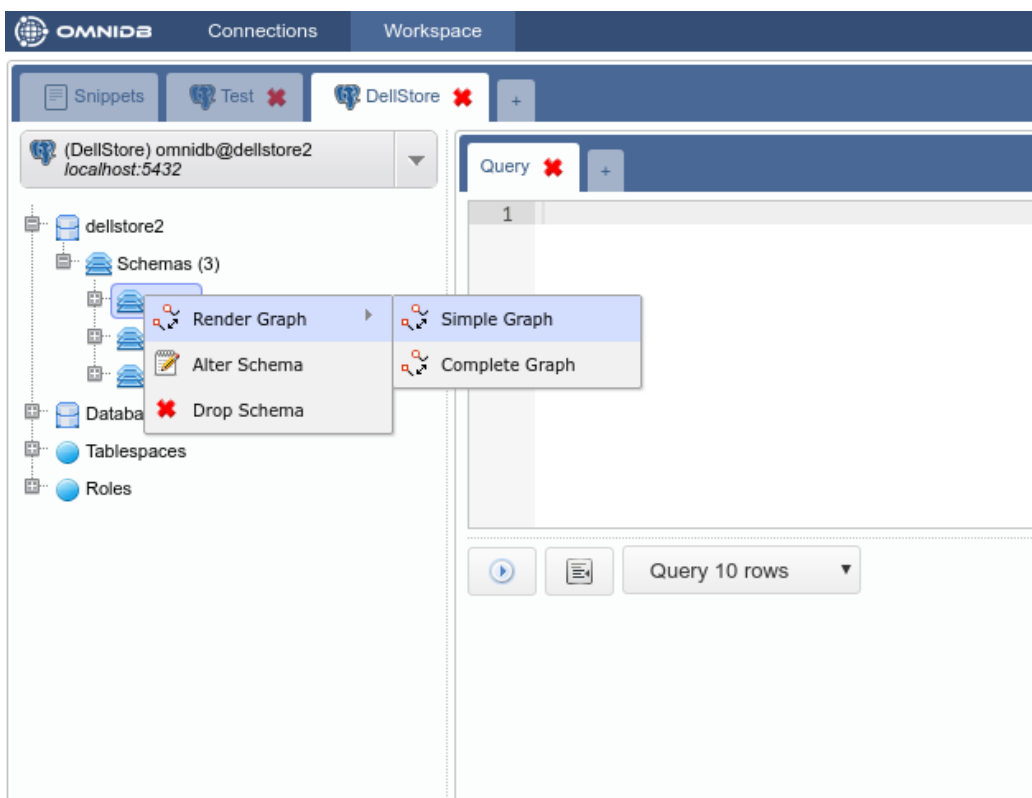 OMNIDB Connections Workspace
Snippets Test DellStore +
(DellStore) omnidb@dellstore2
localhost:5432
Query +
1
dellstore2
Schemas (3)
Render Graph
Simple Graph
Alter Schema
Complete Graph
Drop Schema
Databa
Tablespaces
Roles
Query 10 rows